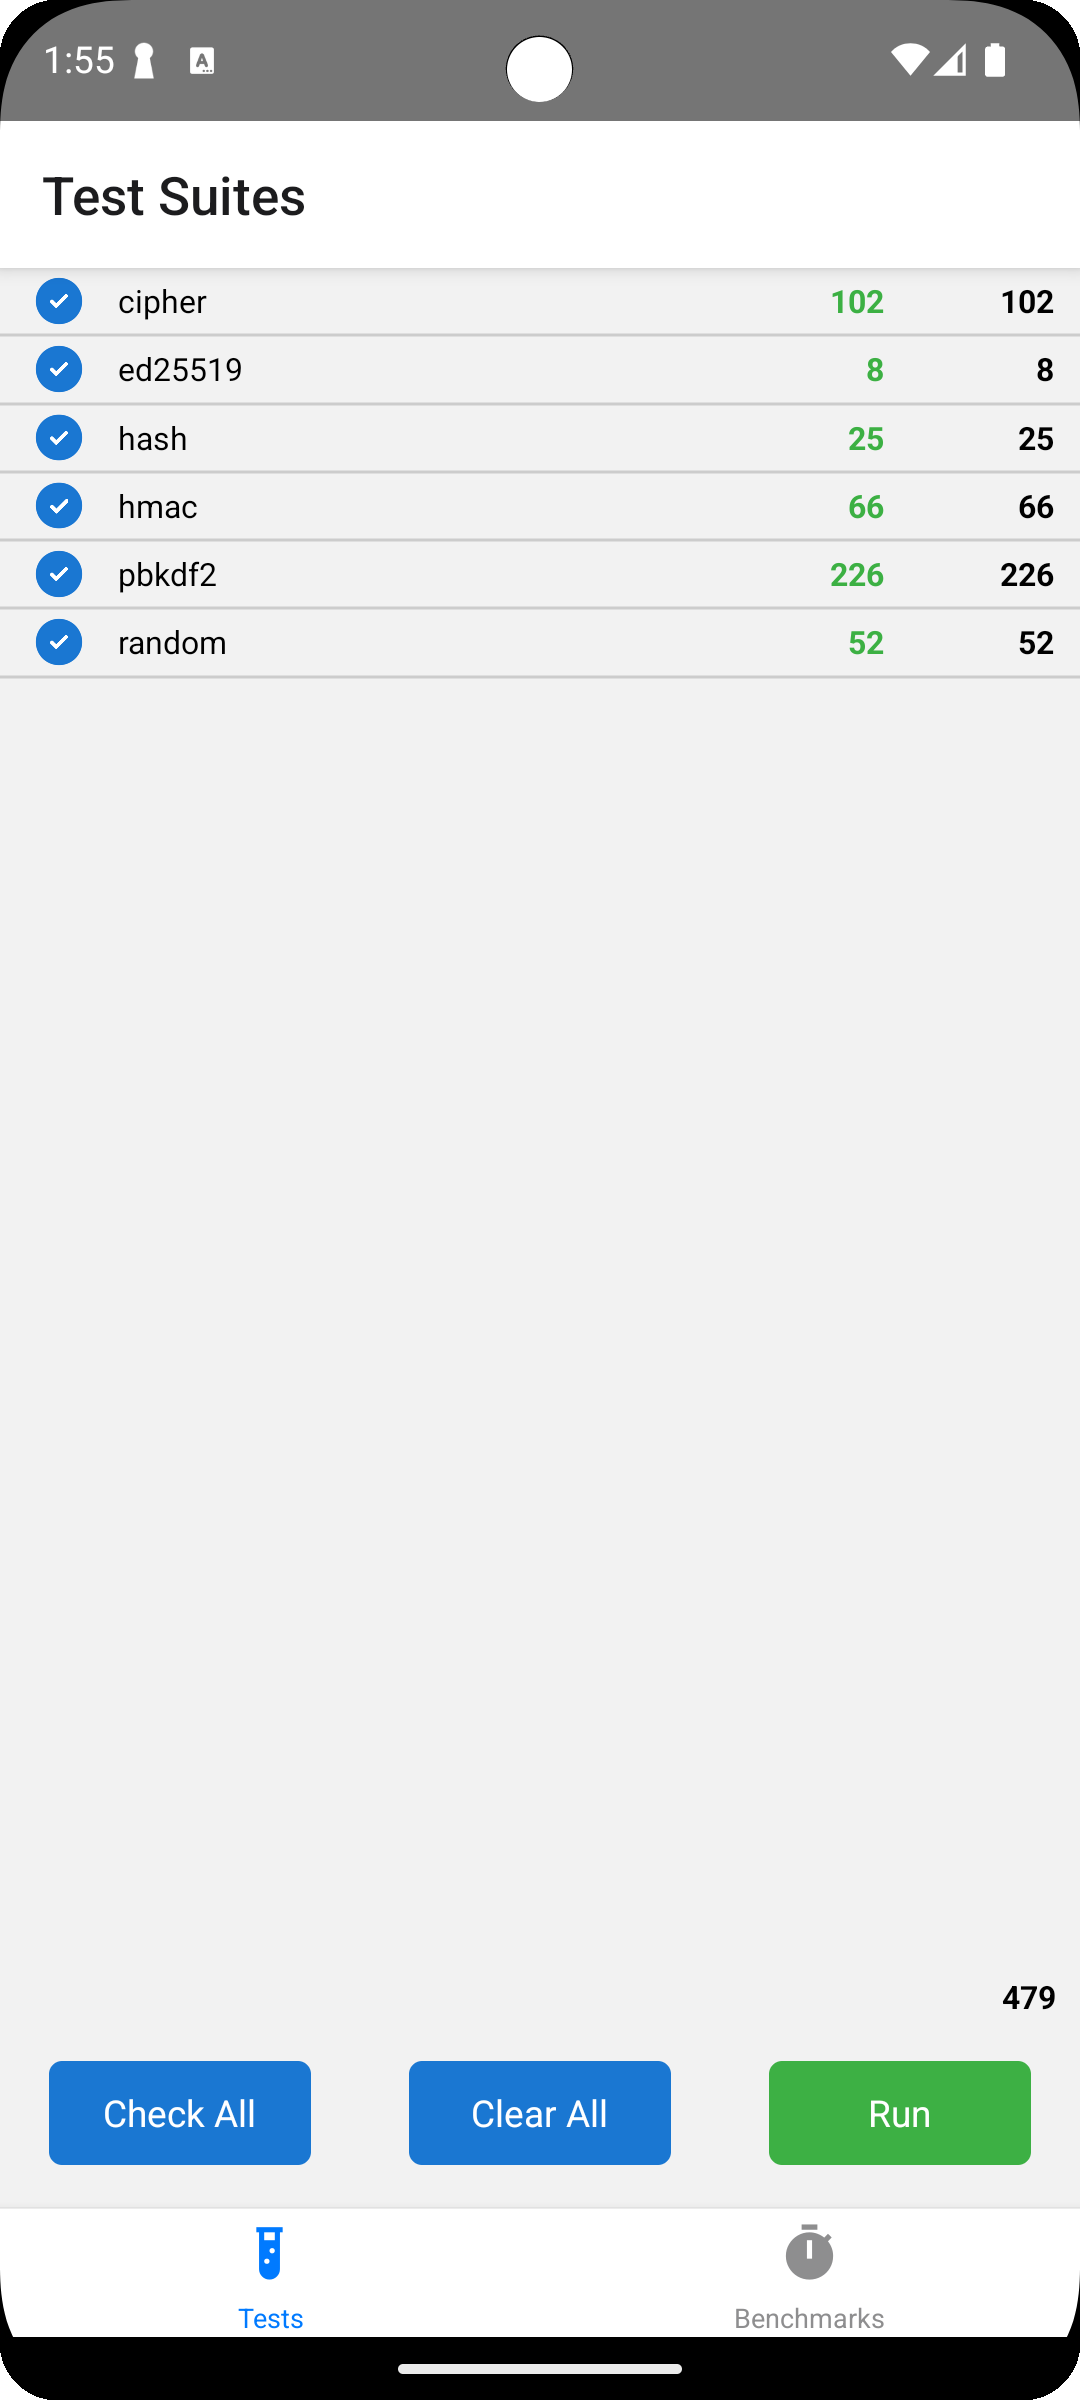 1:55
Test Suites
cipher 102 102
ed25519 8 8
hash 25 25
hmac 66 66
pbkdf2 226 226
random 52 52
479
Check All Clear All Run
Tests Benchmarks